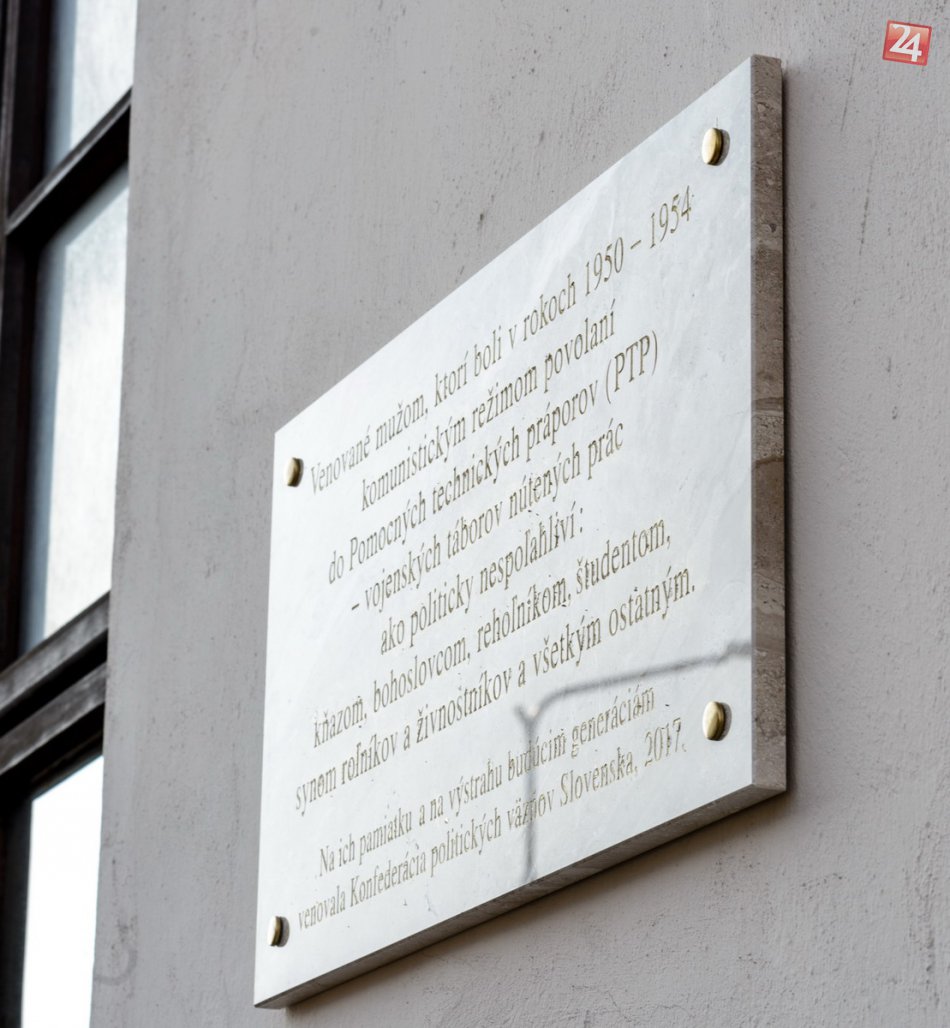 24
Venované mužom, ktorí boli v rokoch 1950 – 1954
komunistickým režimom povolaní
do Pomocných technických práporov (PTP)
– vojenských táborov nútených prác
ako politicky nespoľahliví:
kňazom, bohoslovcom, rehoľníkom, študentom,
synom roľníkov a živnostníkov a všetkým ostatným.
Na ich pamiatku a na výstrahu budúcim generáciám
venovala Konfederácia politických väzňov Slovenska, 2017.